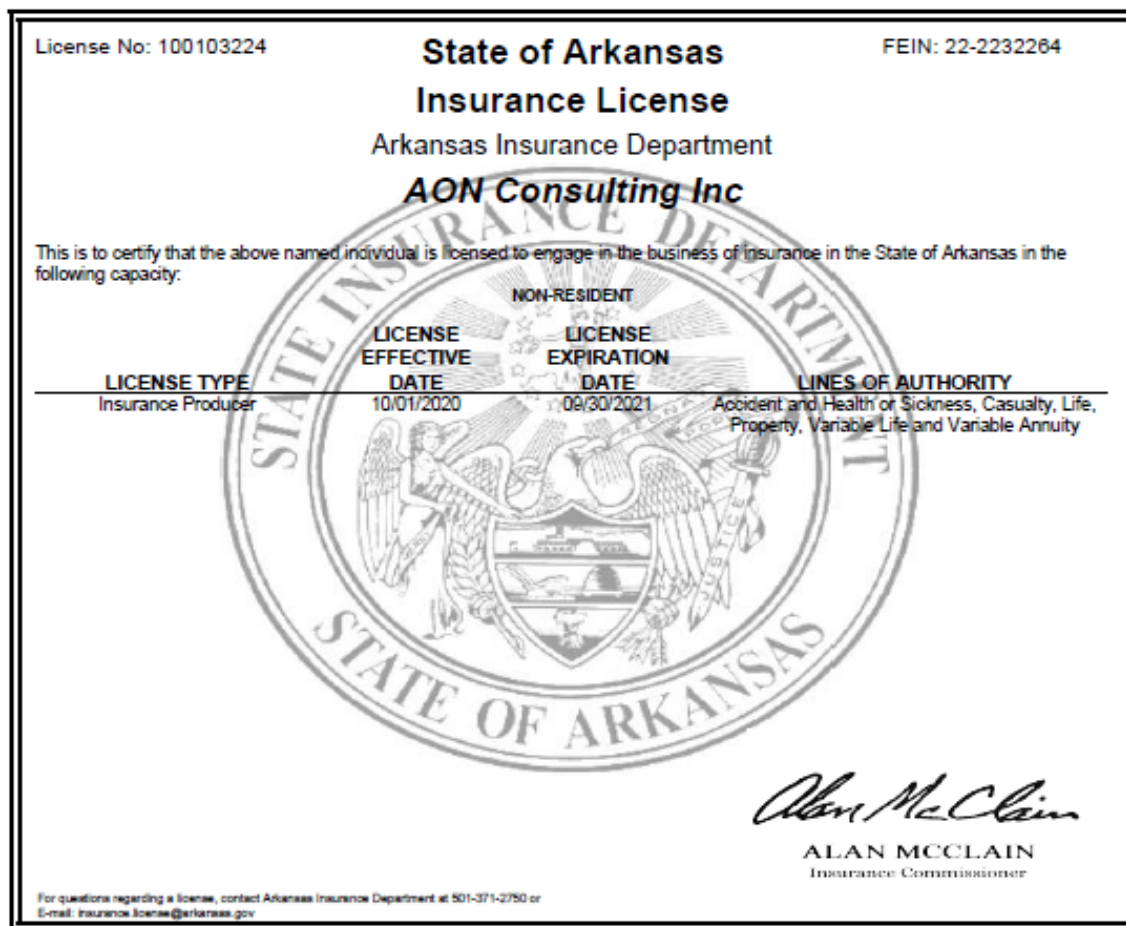 License No: 100103224
State of Arkansas
FEIN: 22-2232264
Insurance License
Arkansas Insurance Department
AON Consulting Inc
This is to certify that the above named individual is licensed to engage in the business of insurance in the State of Arkansas in the
following capacity:
NON-RESIDENT
LICENSE TYPE
LICENSE
EFFECTIVE
DATE
LICENSE
EXPIRATION
DATE
LINES OF AUTHORITY
Insurance Producer
10/01/2020
09/30/2021
Accident and Health or Sickness, Casualty, Life,
Property, Variable Life and Variable Annuity
STATE INSURANCE DEPARTMENT
JUSTICE
STATE OF ARKANSAS
Alan McClain
ALAN MCCLAIN
Insurance Commissioner
For questions regarding a license, contact Arkansas Insurance Department at 501-371-2750 or
E-mail: insurance.license@arkansas.gov